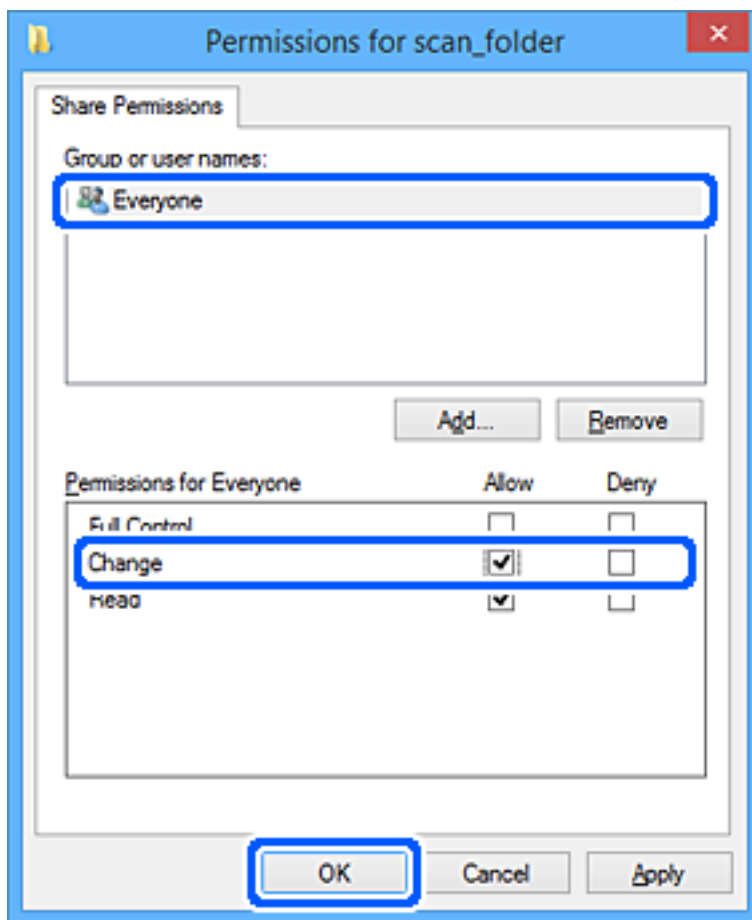 Permissions for scan_folder
Share Permissions
Group or user names:
Everyone
Add... Remove
Permissions for Everyone Allow Deny
Full Control
Change
Read
OK Cancel Apply